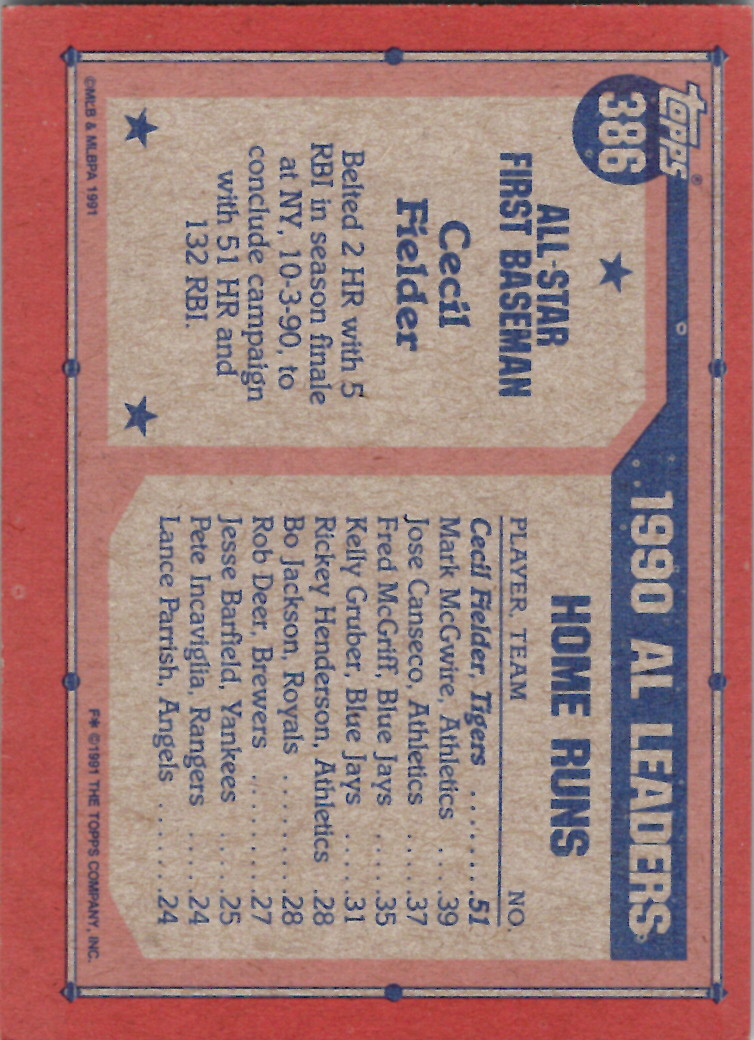 TOPPS®
386
ALL-STAR
FIRST BASEMAN
Cecil
Fielder
Belted 2 HR with 5
RBI in season finale
at NY, 10-3-90, to
conclude campaign
with 51 HR and
132 RBI.
©MLB & MLBPA 1991
1990 AL LEADERS
HOME RUNS
PLAYER, TEAM NO.
Cecil Fielder, Tigers ........51
Mark McGwire, Athletics ...39
Jose Canseco, Athletics .....37
Fred McGriff, Blue Jays .....35
Kelly Gruber, Blue Jays .....31
Rickey Henderson, Athletics .28
Bo Jackson, Royals ........28
Rob Deer, Brewers .........27
Jesse Barfield, Yankees .....25
Pete Incaviglia, Rangers .....24
Lance Parrish, Angels .......24
F* ©1991 THE TOPPS COMPANY, INC.